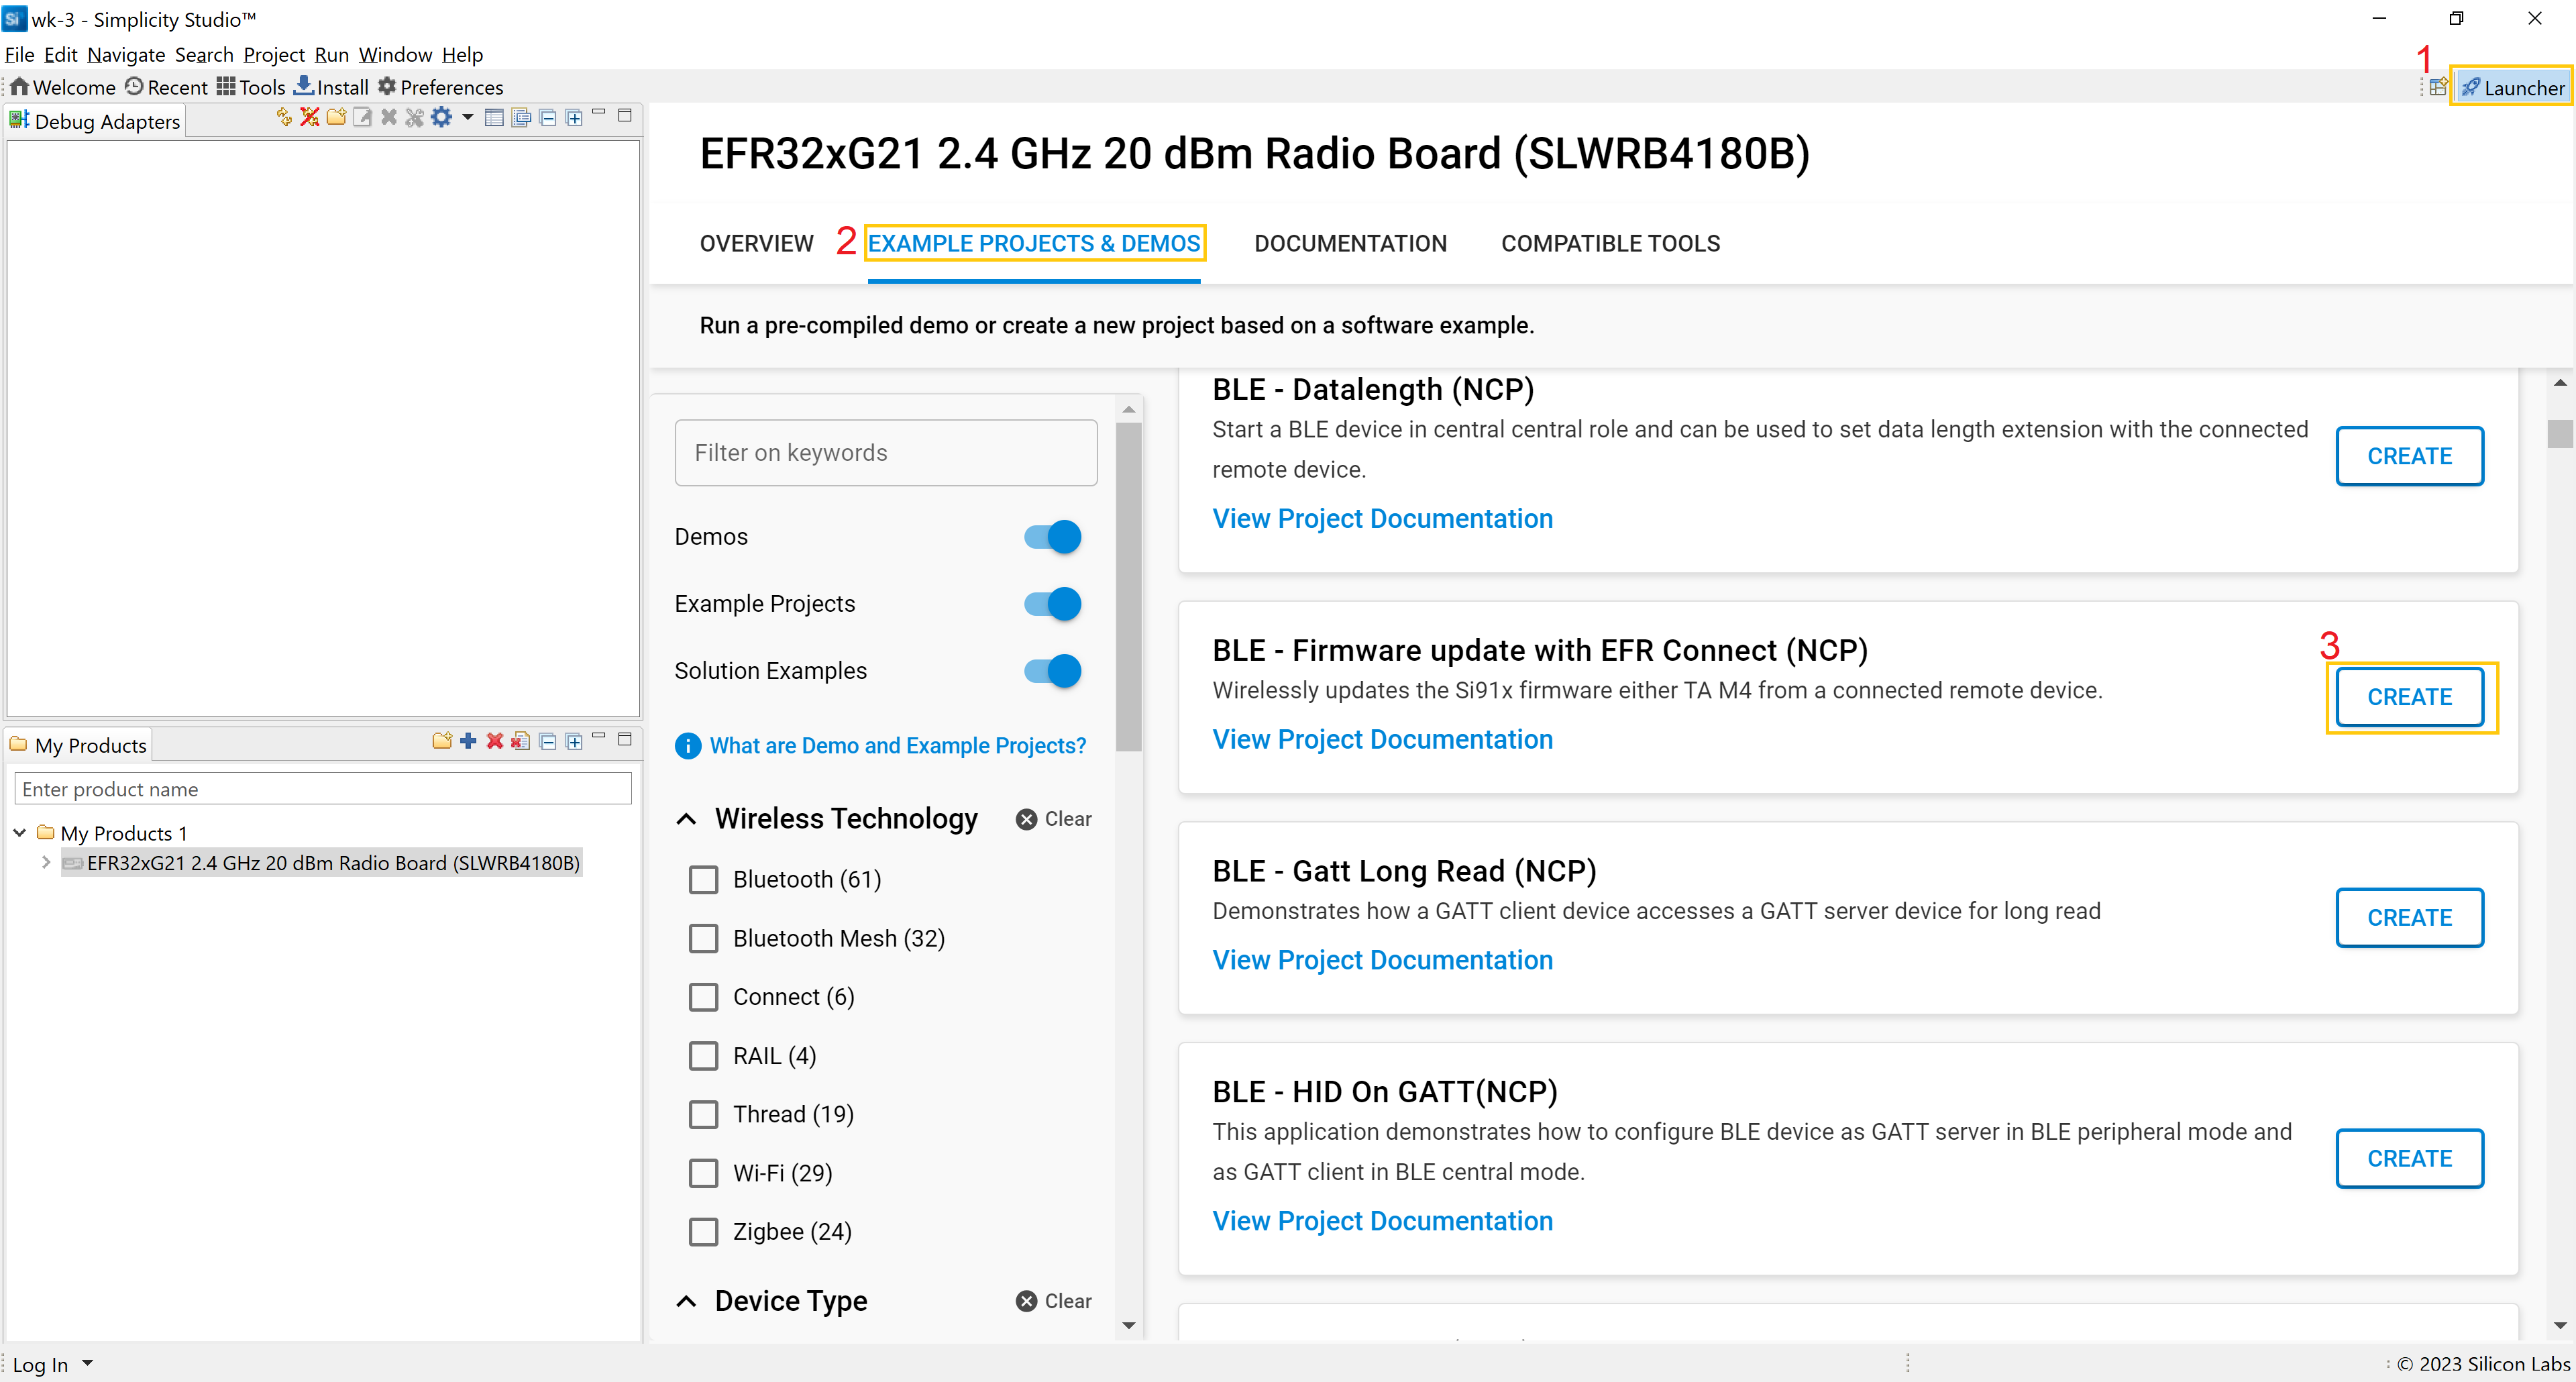 wk-3 - Simplicity Studio™
File Edit Navigate Search Project Run Window Help
1
Welcome Recent Tools Install Preferences
Launcher
Debug Adapters
EFR32xG21 2.4 GHz 20 dBm Radio Board (SLWRB4180B)
OVERVIEW 2 EXAMPLE PROJECTS & DEMOS DOCUMENTATION COMPATIBLE TOOLS
Run a pre-compiled demo or create a new project based on a software example.
Filter on keywords
Demos
Example Projects
Solution Examples
What are Demo and Example Projects?
Wireless Technology Clear
Bluetooth (61)
Bluetooth Mesh (32)
Connect (6)
RAIL (4)
Thread (19)
Wi-Fi (29)
Zigbee (24)
Device Type Clear
BLE - Datalength (NCP)
Start a BLE device in central central role and can be used to set data length extension with the connected
remote device.
CREATE
View Project Documentation
BLE - Firmware update with EFR Connect (NCP)
Wirelessly updates the Si91x firmware either TA M4 from a connected remote device.
3
CREATE
View Project Documentation
BLE - Gatt Long Read (NCP)
Demonstrates how a GATT client device accesses a GATT server device for long read
CREATE
View Project Documentation
BLE - HID On GATT(NCP)
This application demonstrates how to configure BLE device as GATT server in BLE peripheral mode and
as GATT client in BLE central mode.
CREATE
View Project Documentation
My Products
Enter product name
My Products 1
EFR32xG21 2.4 GHz 20 dBm Radio Board (SLWRB4180B)
Log In
© 2023 Silicon Labs